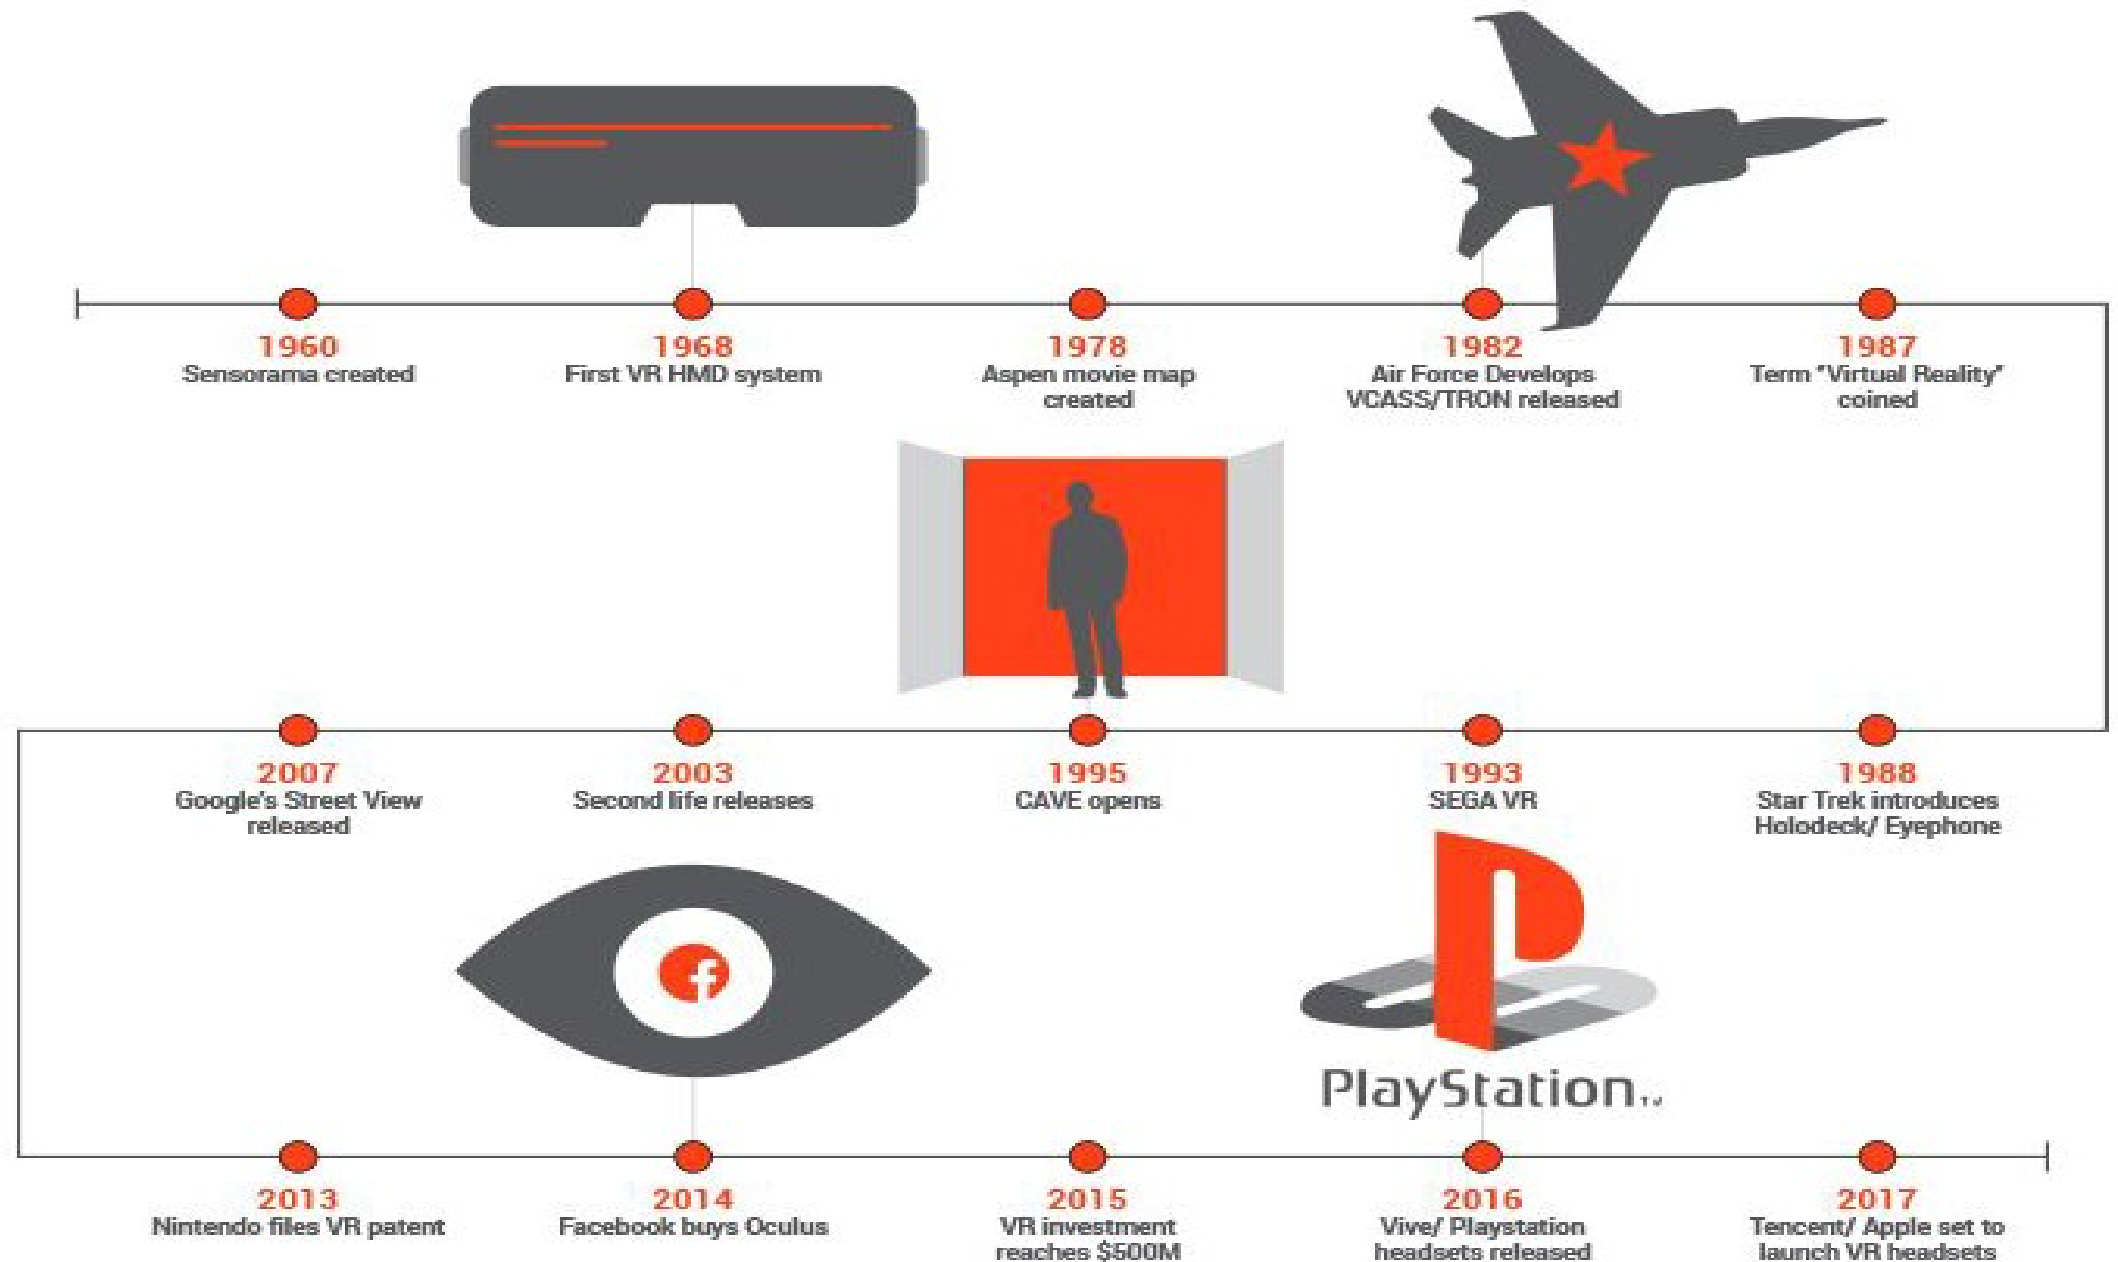 1960
Sensorama created
1968
First VR HMD system
1978
Aspen movie map
created
1982
Air Force Develops
VCASS/TRON released
1987
Term "Virtual Reality"
coined
2007
Google's Street View
released
2003
Second life releases
1995
CAVE opens
1993
SEGA VR
1988
Star Trek introduces
Holodeck/ Eyephone
f
PlayStation™
2013
Nintendo files VR patent
2014
Facebook buys Oculus
2015
VR investment
reaches $500M
2016
Vive/ Playstation
headsets released
2017
Tencent/ Apple set to
launch VR headsets